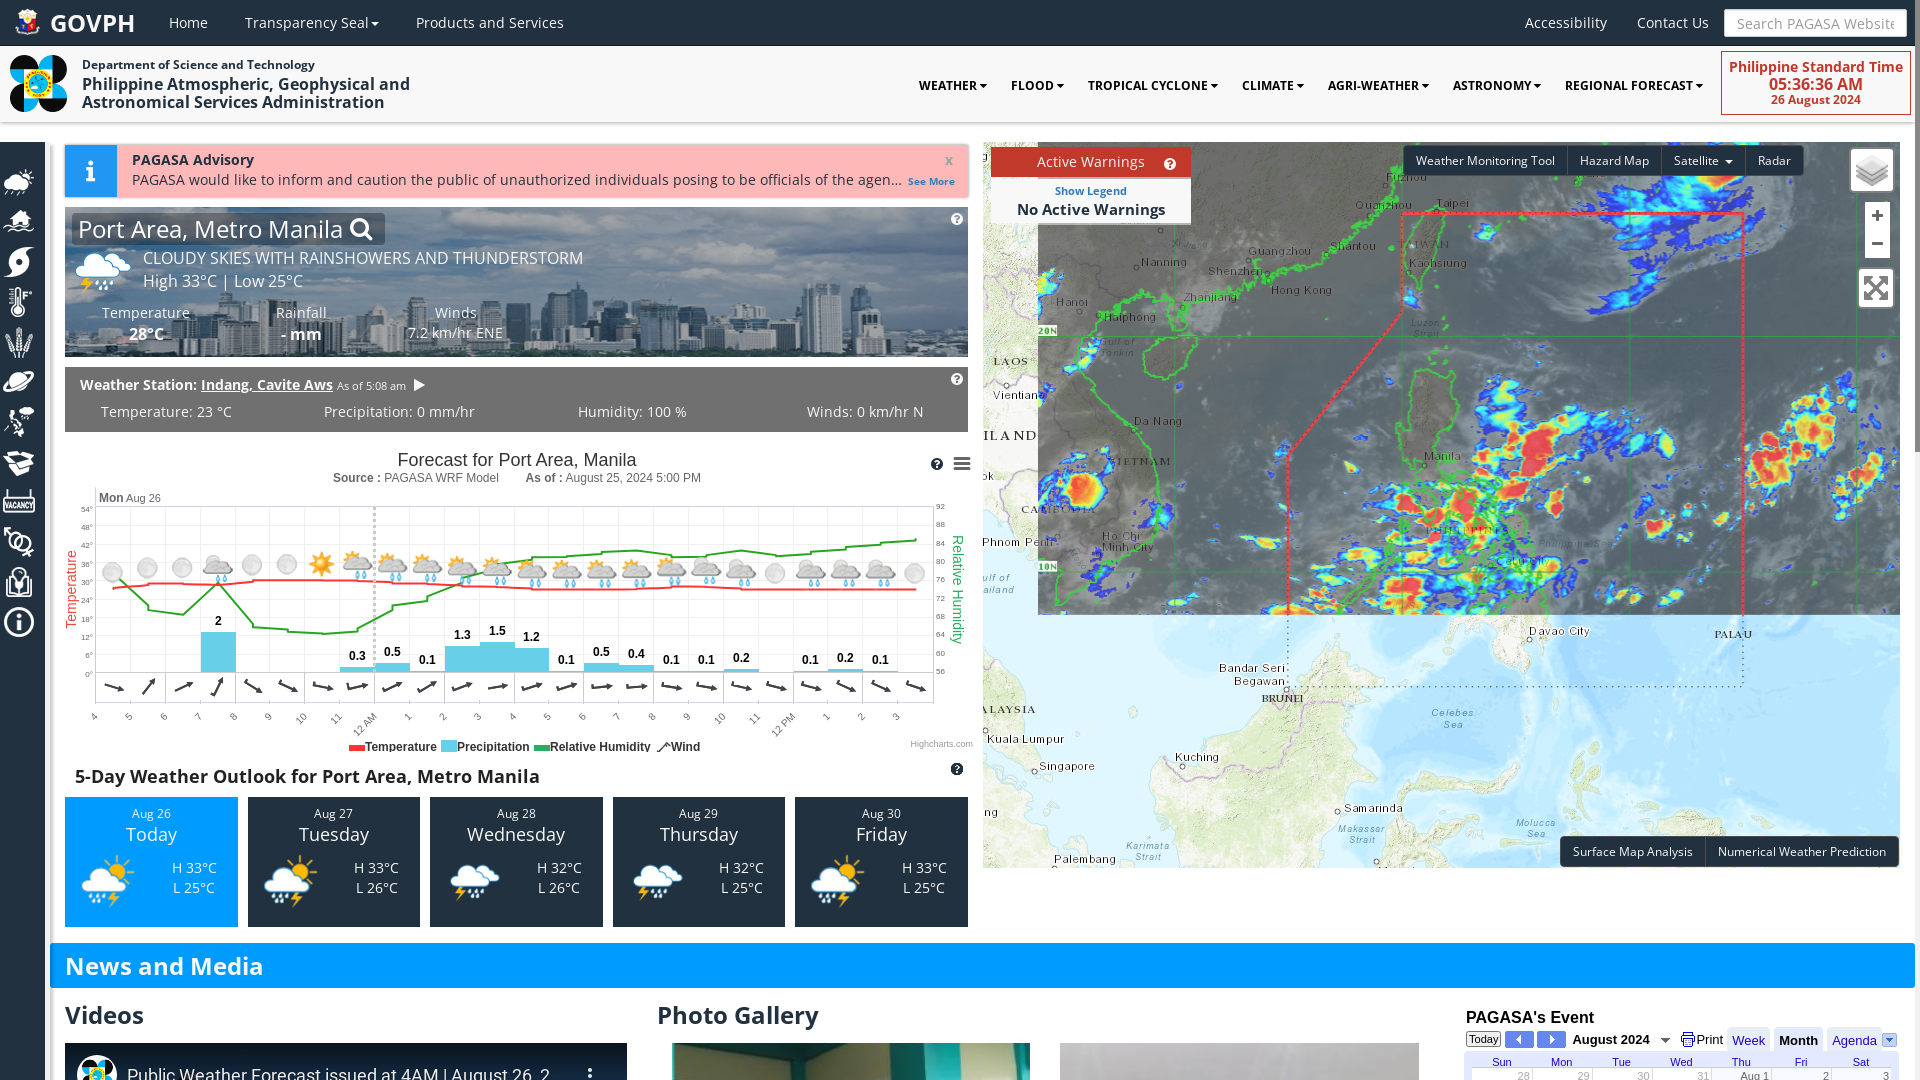 GOVPH
Home
Transparency Seal
Products and Services
Accessibility
Contact Us
Search PAGASA Website
Department of Science and Technology
Philippine Atmospheric, Geophysical and
Astronomical Services Administration
WEATHER
FLOOD
TROPICAL CYCLONE
CLIMATE
AGRI-WEATHER
ASTRONOMY
REGIONAL FORECAST
Philippine Standard Time
05:36:36 AM
26 August 2024
PAGASA Advisory
x
PAGASA would like to inform and caution the public of unauthorized individuals posing to be officials of the agen... See More
Port Area, Metro Manila
CLOUDY SKIES WITH RAINSHOWERS AND THUNDERSTORM
High 33°C | Low 25°C
Temperature
28°C
Rainfall
- mm
Winds
7.2 km/hr ENE
Weather Station: Indang, Cavite Aws As of 5:08 am
Temperature: 23 °C
Precipitation: 0 mm/hr
Humidity: 100 %
Winds: 0 km/hr N
Forecast for Port Area, Manila
Source : PAGASA WRF Model As of : August 25, 2024 5:00 PM
Mon Aug 26
Temperature
54°
48°
42°
36°
30°
24°
18°
12°
6°
0°
92
88
84
80
76
72
68
64
60
56
Relative Humidity
2
0.3
0.5
0.1
1.3
1.5
1.2
0.1
0.5
0.4
0.1
0.1
0.2
0.1
0.2
0.1
4 5 6 7 8 9 10 11 12 AM 1 2 3 4 5 6 7 8 9 10 11 12 PM 1 2 3
Temperature Precipitation Relative Humidity Wind
Highcharts.com
5-Day Weather Outlook for Port Area, Metro Manila
Aug 26
Today
H 33°C
L 25°C
Aug 27
Tuesday
H 33°C
L 26°C
Aug 28
Wednesday
H 32°C
L 26°C
Aug 29
Thursday
H 32°C
L 25°C
Aug 30
Friday
H 33°C
L 25°C
VACANCY
Active Warnings
Show Legend
No Active Warnings
Weather Monitoring Tool
Hazard Map
Satellite
Radar
+
−
Fuzhou
Taipei
Quanzhou
Shantou
TAIWAN
Kaohsiung
Guangzhou
Nanning
Shenzhen
Hong Kong
Zhanjiang
Hanoi
Haiphong
20N
Gulf of
Tonkin
Luzon
Strait
LAOS
Vientian
Da Nang
ILAND
VIETNAM
Manila
ok
CAMBODIA
PHILIPPINES
Phnom Penh
Ho Chi
Minh City
10N
ulf of
ailand
Davao City
PALAU
Bandar Seri
Begawan
BRUNEI
ALAYSIA
Celebes
Sea
Kuala Lumpur
Kuching
Singapore
ng
Samarinda
Makassar
Strait
Molucca
Sea
Karimata
Strait
Palembang
Surface Map Analysis
Numerical Weather Prediction
News and Media
Videos
Photo Gallery
PAGASA's Event
Today
August 2024
Print
Week
Month
Agenda
Sun Mon Tue Wed Thu Fri Sat
28 29 30 31 Aug 1 2 3
Public Weather Forecast issued at 4AM | August 26, 2...